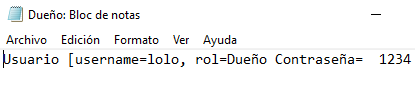 Dueño: Bloc de notas
Archivo Edición Formato Ver Ayuda
Usuario [username=lolo, rol=Dueño Contraseña=  1234